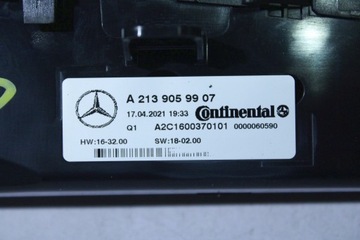 A 213 905 99 07
17.04.2021 19:33 Continental
Q1 A2C1600370101 0000060590
HW:16-32.00 SW:18-02.00